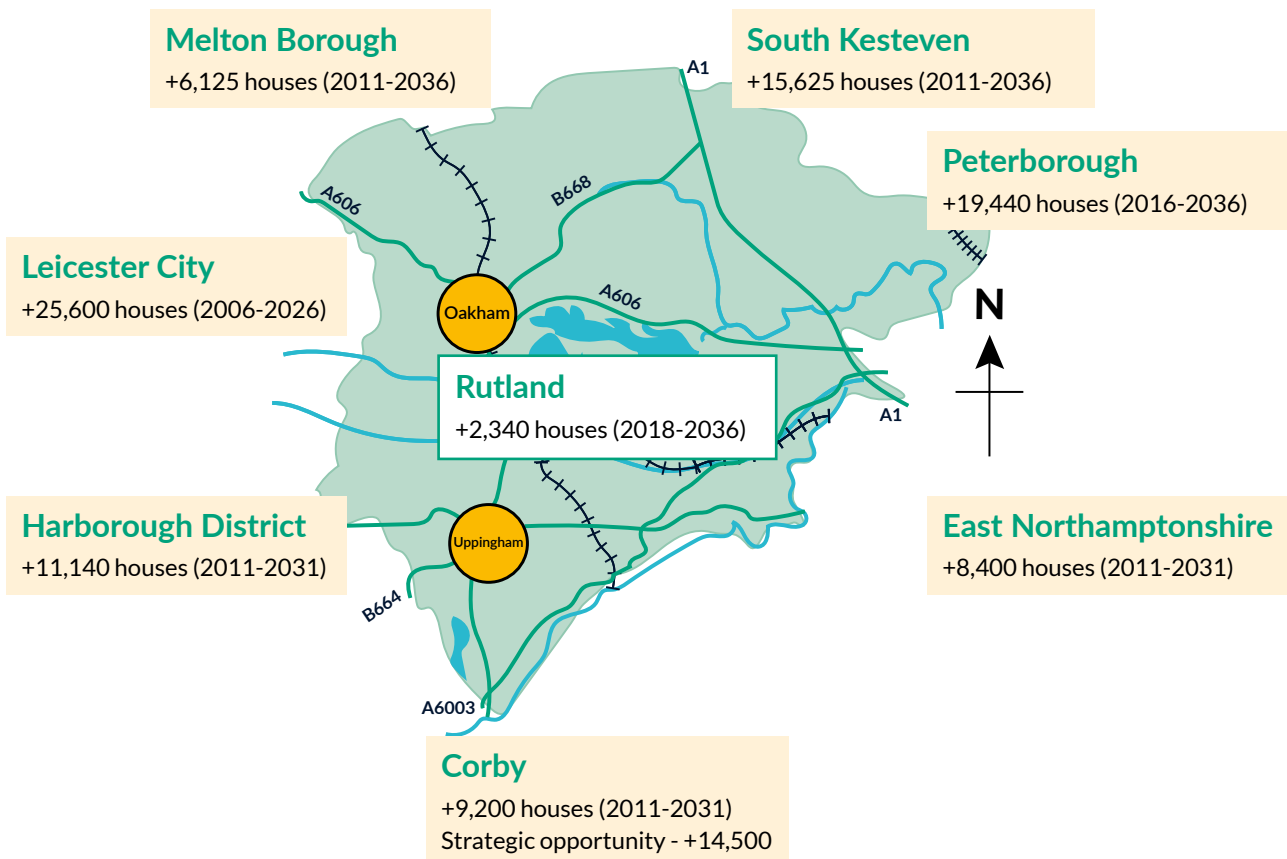 Melton Borough
+6,125 houses (2011-2036)
South Kesteven
+15,625 houses (2011-2036)
A1
Peterborough
+19,440 houses (2016-2036)
A606
B668
Leicester City
+25,600 houses (2006-2026)
Oakham
A606
N
Rutland
+2,340 houses (2018-2036)
A1
Harborough District
+11,140 houses (2011-2031)
Uppingham
East Northamptonshire
+8,400 houses (2011-2031)
B664
A6003
Corby
+9,200 houses (2011-2031)
Strategic opportunity - +14,500